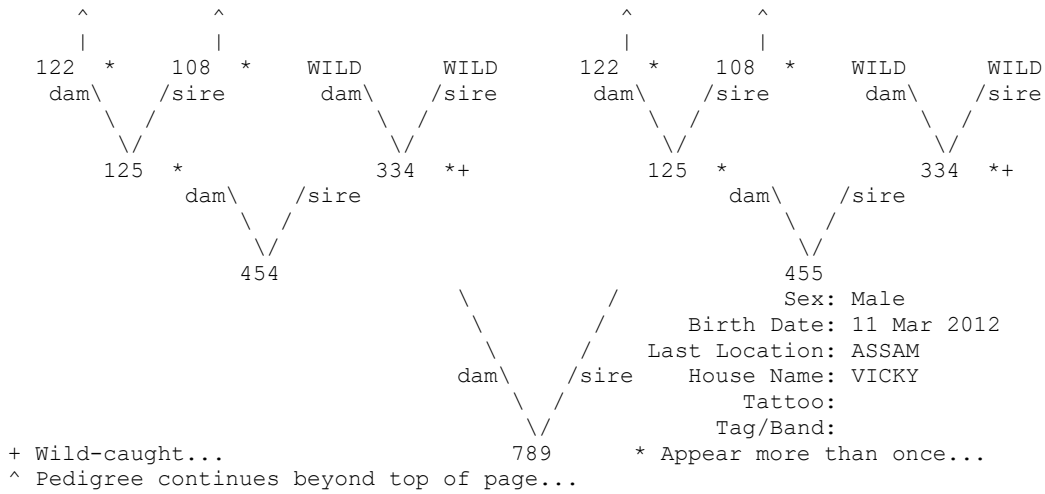 ^ ^ ^ ^
| | | |
122 * 108 * WILD WILD 122 * 108 * WILD WILD
dam\ /sire dam\ /sire dam\ /sire dam\ /sire
\ / \ / \ / \ /
\/ \/ \/ \/
125 * 334 *+ 125 * 334 *+
dam\ /sire dam\ /sire
\ / \ /
\/ \/
454 455
\ / Sex: Male
\ / Birth Date: 11 Mar 2012
\ / Last Location: ASSAM
dam\ /sire House Name: VICKY
\ / Tattoo:
\/ Tag/Band:
+ Wild-caught... 789 * Appear more than once...
^ Pedigree continues beyond top of page...